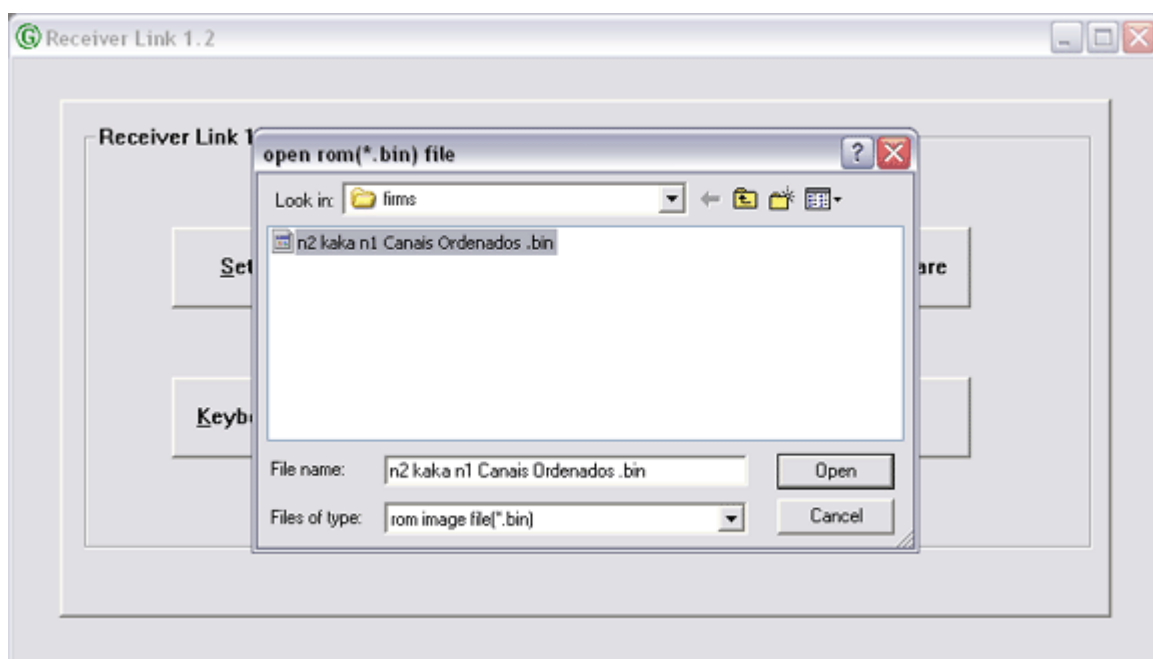 Receiver Link 1.2
Receiver Link 1
open rom(*.bin) file
Look in: firms
n2 kaka n1 Canais Ordenados .bin
Set
are
Keyb
File name: n2 kaka n1 Canais Ordenados .bin Open
Files of type: rom image file(*.bin) Cancel